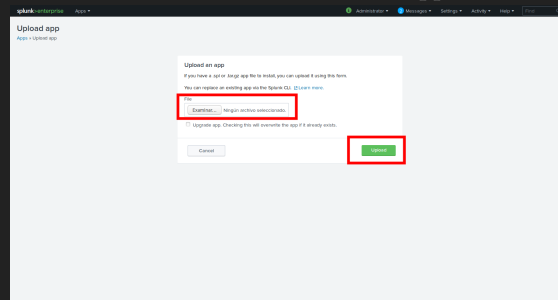 splunk>enterprise Apps ▾ Administrator ▾ 2 Messages ▾ Settings ▾ Activity ▾ Help ▾ Find
Upload app
Apps » Upload app
Upload an app
If you have a .spl or .tar.gz app file to install, you can upload it using this form.
You can replace an existing app via the Splunk CLI. Learn more.
File
Examinar... Ningún archivo seleccionado.
Upgrade app. Checking this will overwrite the app if it already exists.
Cancel Upload